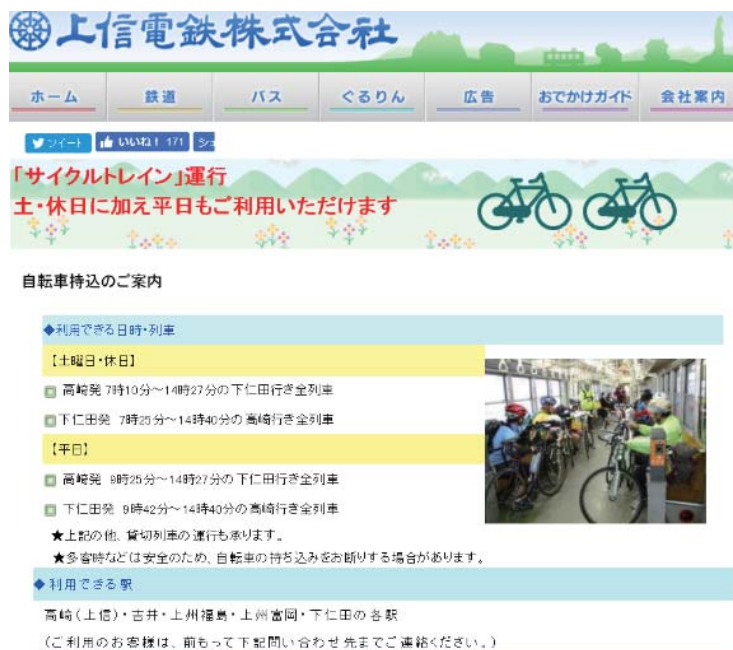 上信電鉄株式会社
ホーム 鉄道 バス ぐるりん 広告 おでかけガイド 会社案内
ツイート いいね！ 171 シェ
「サイクルトレイン」運行
土・休日に加え平日もご利用いただけます
自転車持込のご案内
◆利用できる日時・列車
【土曜日・休日】
高崎発 7時10分～14時27分の下仁田行き全列車
下仁田発 7時25分～14時40分の高崎行き全列車
【平日】
高崎発 9時25分～14時27分の下仁田行き全列車
下仁田発 9時42分～14時40分の高崎行き全列車
★上記の他、貸切列車の運行も承ります。
★多客時などは安全のため、自転車の持ち込みをお断りする場合があります。
◆利用できる駅
高崎(上信)・吉井・上州福島・上州富岡・下仁田の各駅
(ご利用のお客様は、前もって下記問い合わせ先までご連絡ください。)